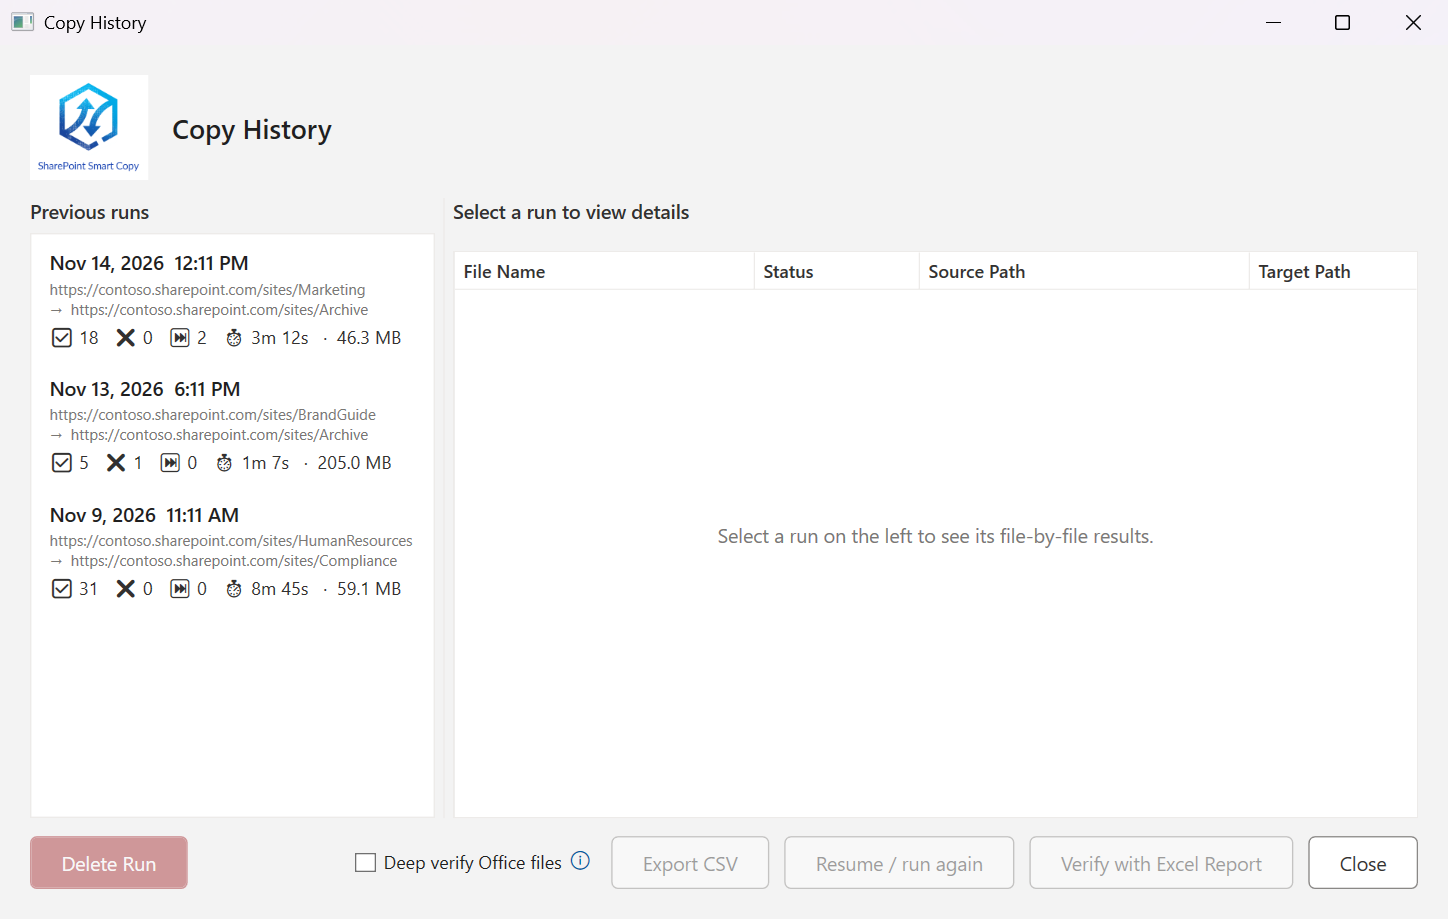 Copy History
SharePoint Smart Copy
Copy History
Previous runs
Nov 14, 2026 12:11 PM
https://contoso.sharepoint.com/sites/Marketing
→ https://contoso.sharepoint.com/sites/Archive
18 0 2 3m 12s · 46.3 MB
Nov 13, 2026 6:11 PM
https://contoso.sharepoint.com/sites/BrandGuide
→ https://contoso.sharepoint.com/sites/Archive
5 1 0 1m 7s · 205.0 MB
Nov 9, 2026 11:11 AM
https://contoso.sharepoint.com/sites/HumanResources
→ https://contoso.sharepoint.com/sites/Compliance
31 0 0 8m 45s · 59.1 MB
Select a run to view details
File Name Status Source Path Target Path
Select a run on the left to see its file-by-file results.
Delete Run
Deep verify Office files
Export CSV
Resume / run again
Verify with Excel Report
Close